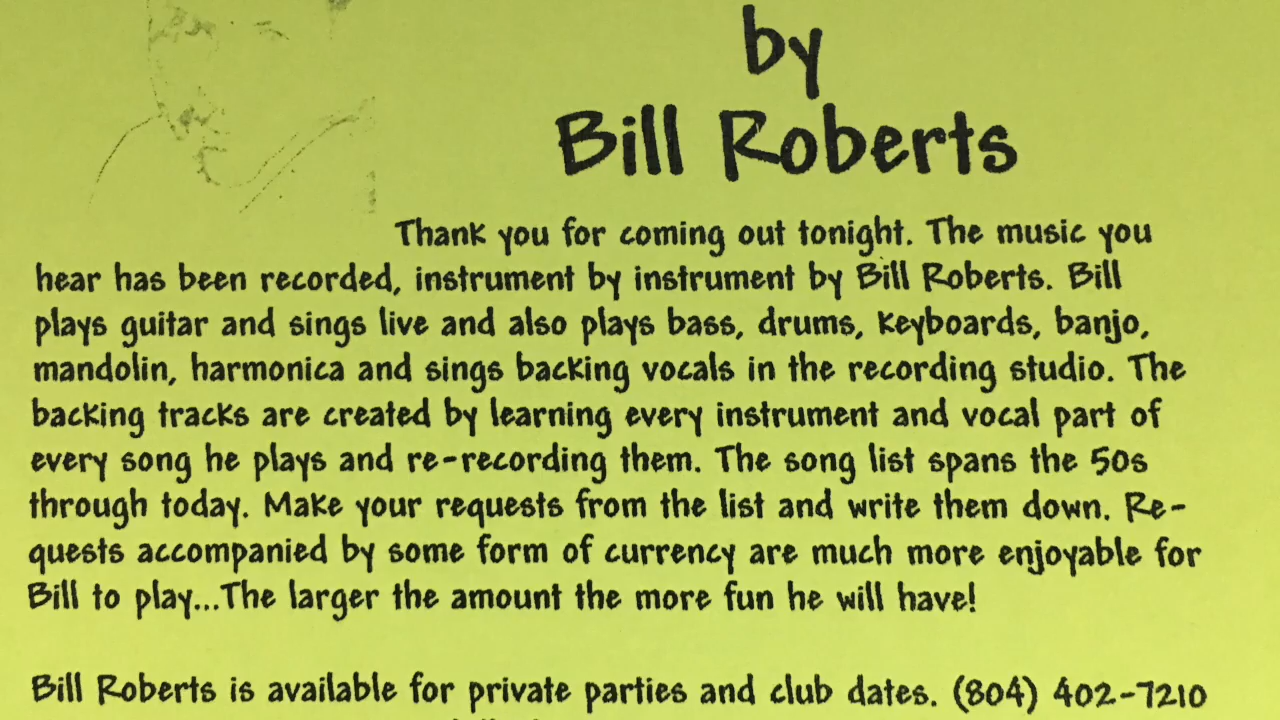 by
Bill Roberts
Thank you for coming out tonight. The music you
hear has been recorded, instrument by instrument by Bill Roberts. Bill
plays guitar and sings live and also plays bass, drums, keyboards, banjo,
mandolin, harmonica and sings backing vocals in the recording studio. The
backing tracks are created by learning every instrument and vocal part of
every song he plays and re-recording them. The song list spans the 50s
through today. Make your requests from the list and write them down. Re-
quests accompanied by some form of currency are much more enjoyable for
Bill to play...The larger the amount the more fun he will have!
Bill Roberts is available for private parties and club dates. (804) 402-7210